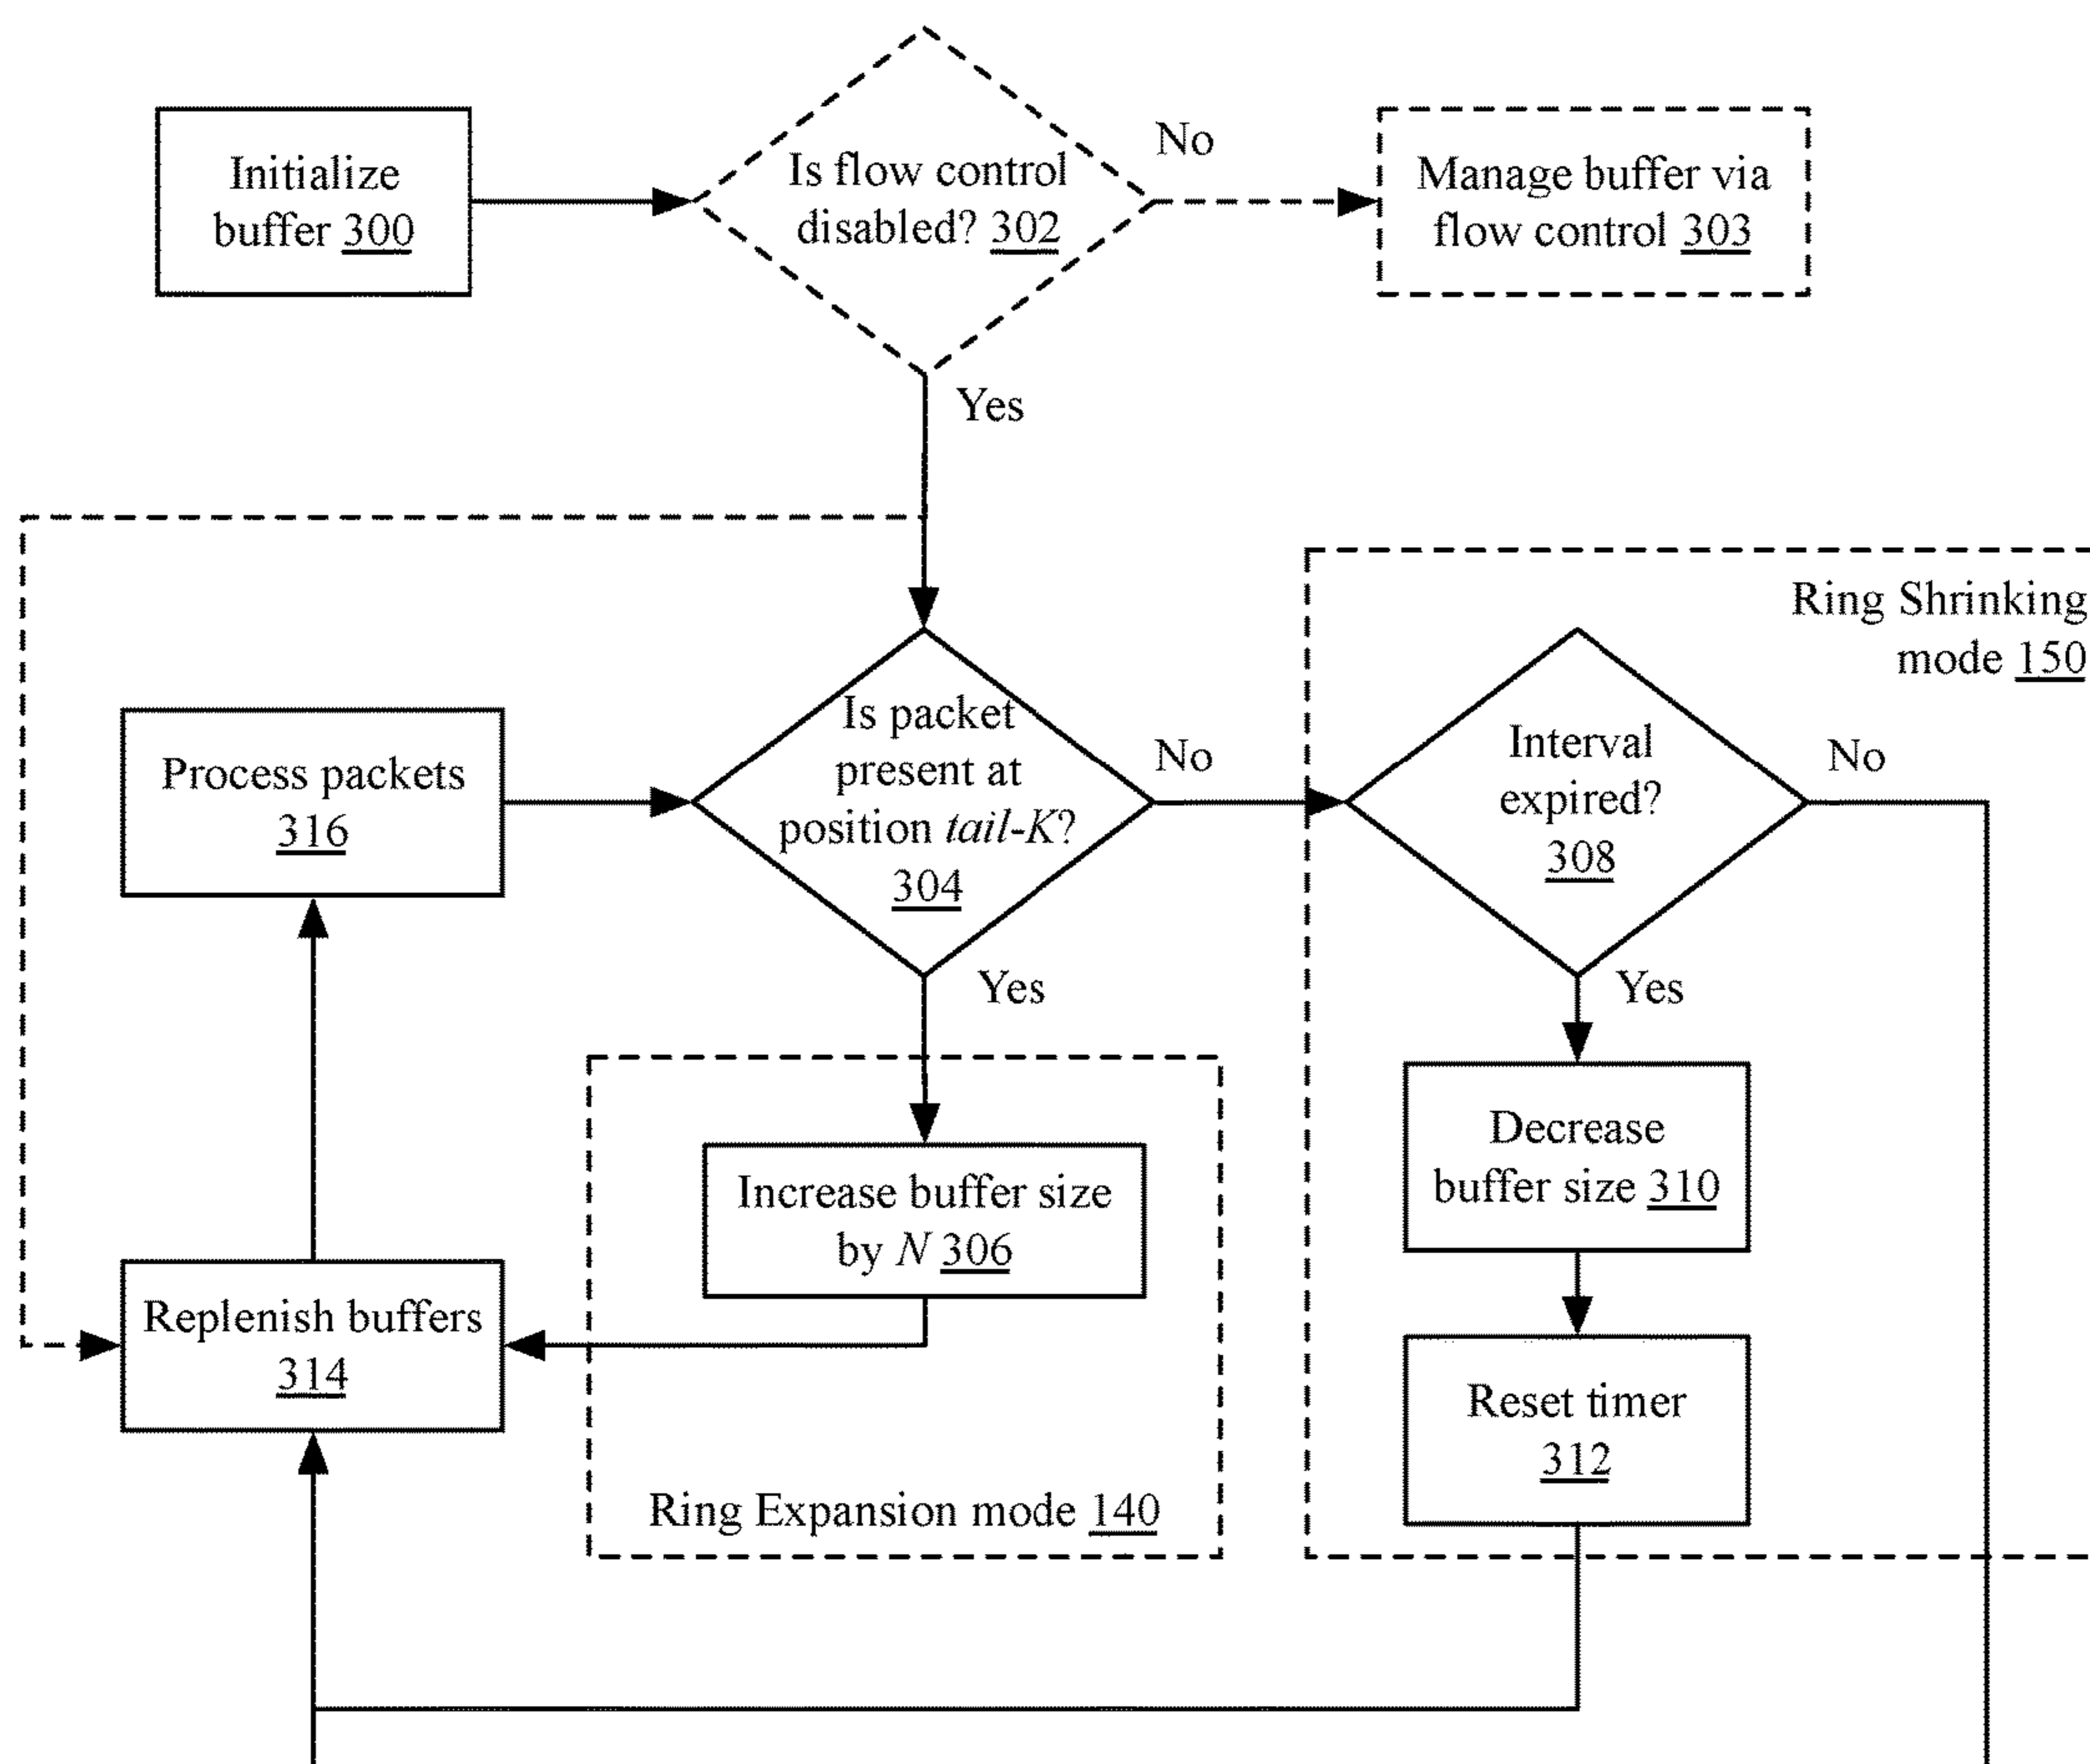 Initialize
buffer 300
Is flow control
disabled? 302
No
Manage buffer via
flow control 303
Yes
Ring Shrinking
mode 150
Process packets
316
Is packet
present at
position tail-K?
304
No
Interval
expired?
308
No
Yes
Yes
Increase buffer size
by N 306
Decrease
buffer size 310
Replenish buffers
314
Reset timer
312
Ring Expansion mode 140